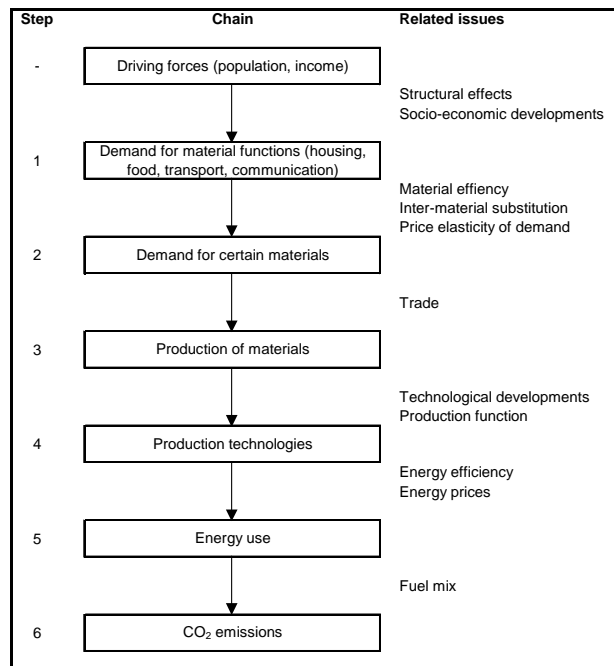 Step Chain Related issues
- Driving forces (population, income)
Structural effects
Socio-economic developments
1 Demand for material functions (housing,
food, transport, communication)
Material effiency
Inter-material substitution
Price elasticity of demand
2 Demand for certain materials
Trade
3 Production of materials
Technological developments
Production function
4 Production technologies
Energy efficiency
Energy prices
5 Energy use
Fuel mix
6 CO₂ emissions